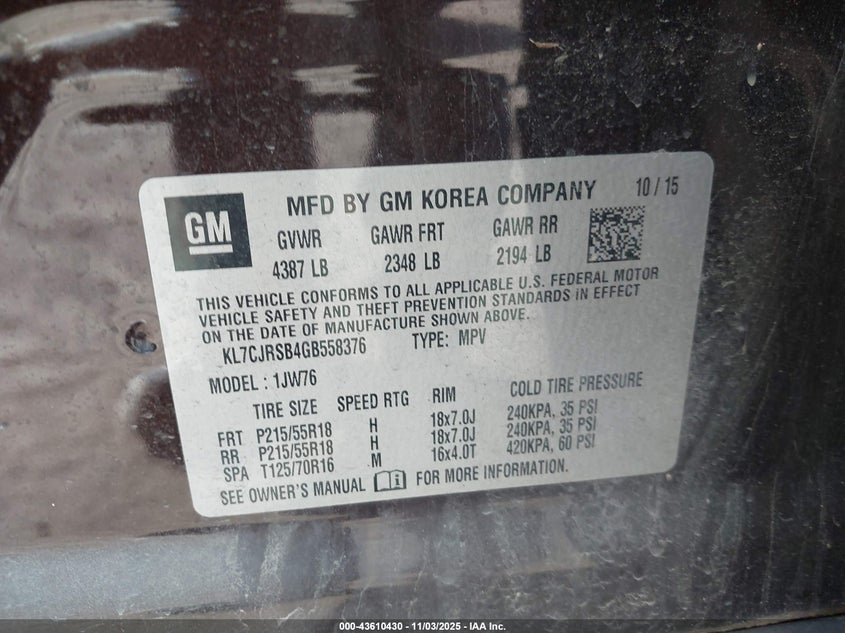 GM
MFD BY GM KOREA COMPANY 10 / 15
GVWR GAWR FRT GAWR RR
4387 LB 2348 LB 2194 LB
THIS VEHICLE CONFORMS TO ALL APPLICABLE U.S. FEDERAL MOTOR
VEHICLE SAFETY AND THEFT PREVENTION STANDARDS IN EFFECT
ON THE DATE OF MANUFACTURE SHOWN ABOVE.
KL7CJRSB4GB558376 TYPE: MPV
MODEL : 1JW76
TIRE SIZE SPEED RTG RIM COLD TIRE PRESSURE
FRT P215/55R18 H 18x7.0J 240KPA, 35 PSI
RR P215/55R18 H 18x7.0J 240KPA, 35 PSI
SPA T125/70R16 M 16x4.0T 420KPA, 60 PSI
SEE OWNER'S MANUAL i FOR MORE INFORMATION.
000-43610430 - 11/03/2025 - IAA Inc.